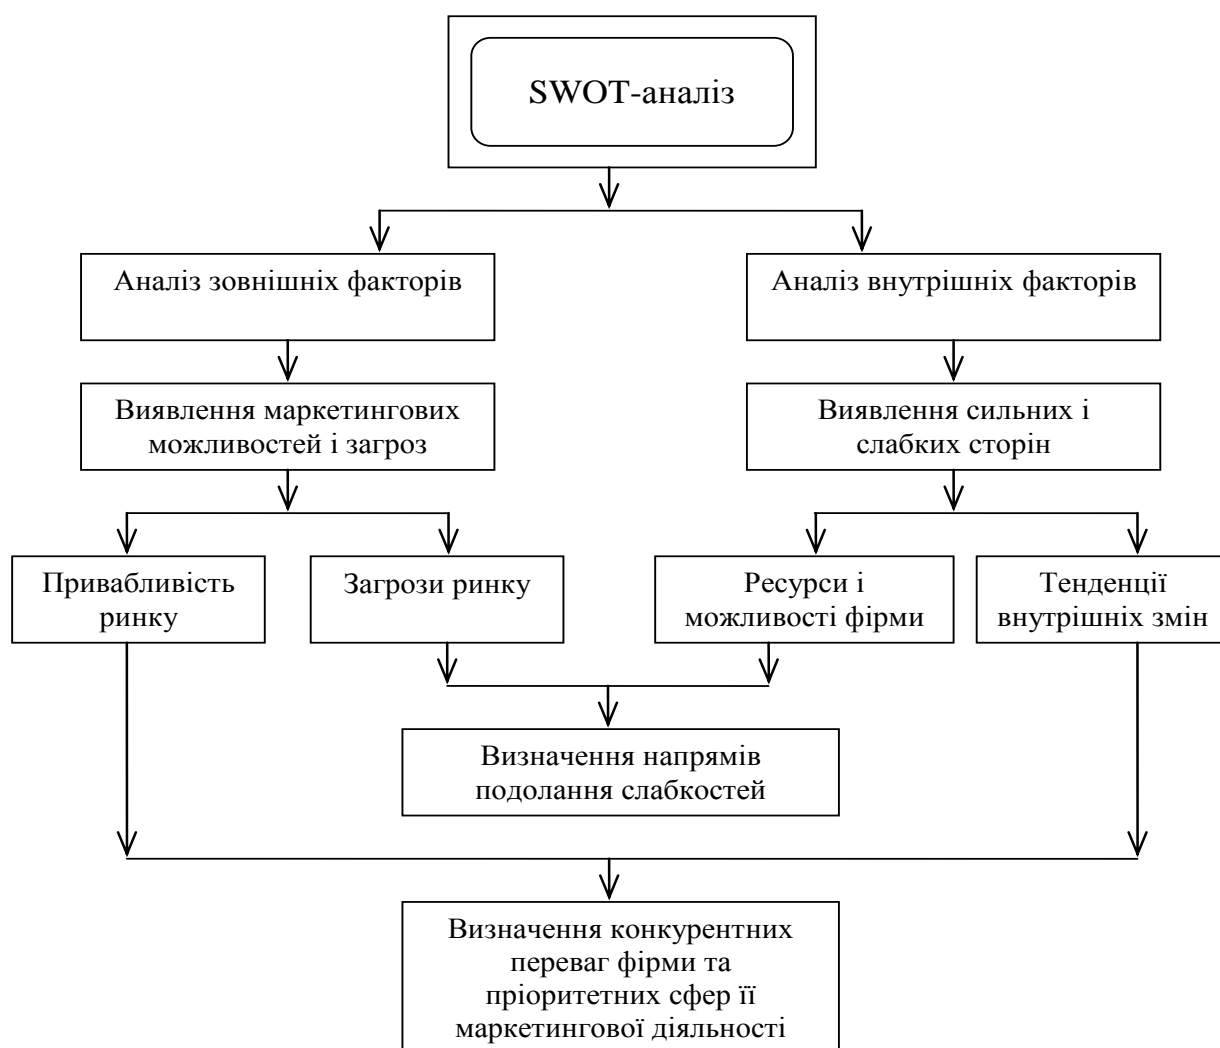 SWOT-аналіз
Аналіз зовнішніх факторів
Аналіз внутрішніх факторів
Виявлення маркетингових
можливостей і загроз
Виявлення сильних і
слабких сторін
Привабливість
ринку
Загрози ринку
Ресурси і
можливості фірми
Тенденції
внутрішніх змін
Визначення напрямів
подолання слабкостей
Визначення конкурентних
переваг фірми та
пріоритетних сфер її
маркетингової діяльності